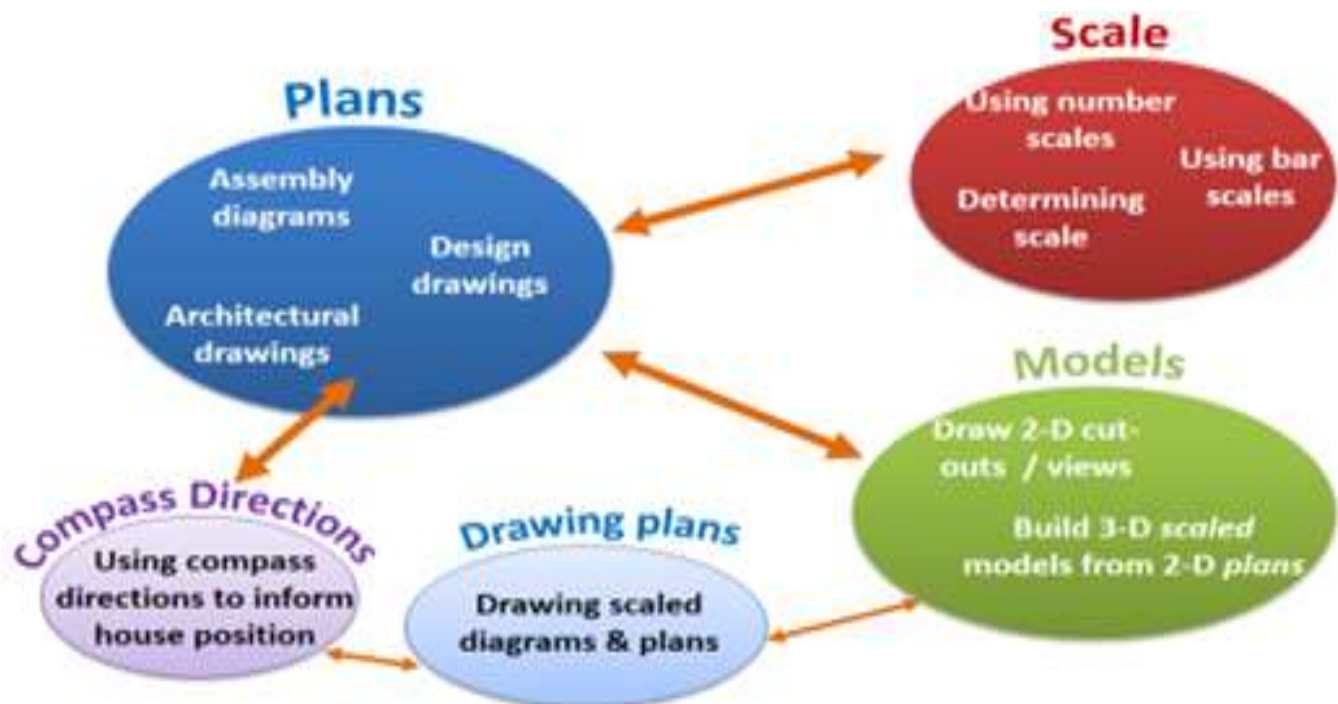 Plans
Assembly
diagrams
Design
drawings
Architectural
drawings
Scale
Using number
scales
Using bar
scales
Determining
scale
Models
Draw 2-D cut-
outs / views
Build 3-D scaled
models from 2-D plans
Compass Directions
Using compass
directions to inform
house position
Drawing plans
Drawing scaled
diagrams & plans